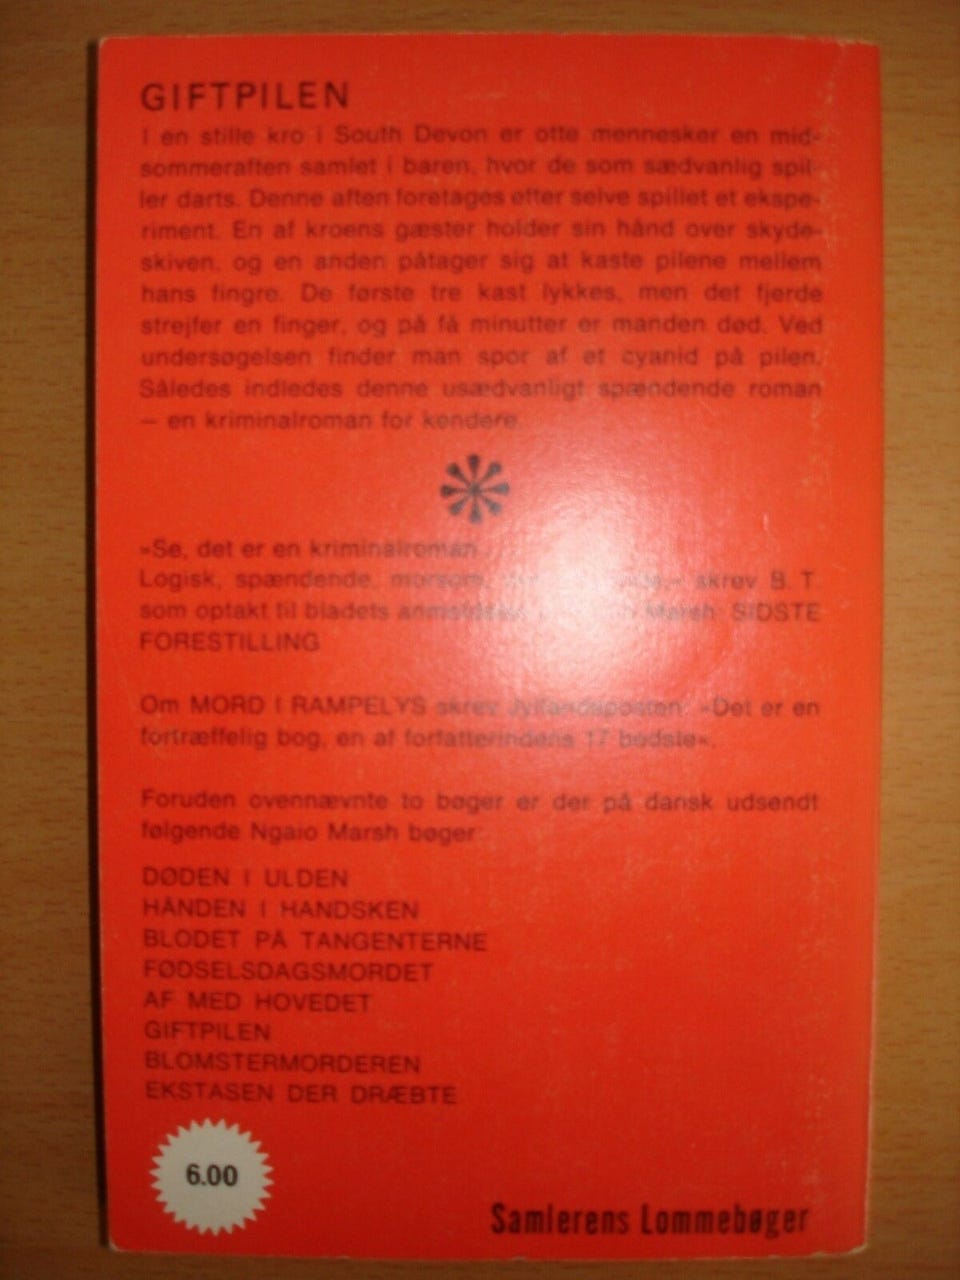 GIFTPILEN
I en stille kro i South Devon er otte mennesker en mid-
sommeraften samlet i baren, hvor de som sædvanlig spil-
ler darts. Denne aften foretages efter selve spillet et ekspe-
riment. En af kroens gæster holder sin hånd over skyde-
skiven, og en anden påtager sig at kaste pilene mellem
hans fingre. De første tre kast lykkes, men det fjerde
strejfer en finger, og på få minutter er manden død. Ved
undersøgelsen finder man spor af et cyanid på pilen.
Således indledes denne usædvanligt spændende roman
— en kriminalroman for kendere.
»Se, det er en kriminalroman
Logisk, spændende, morsom, skrev B. T.
som optakt til bladets Marsh: SIDSTE
FORESTILLING
Om MORD I RAMPELYS skrev Jyllandsposten: »Det er en
fortræffelig bog, en af forfatterindens 17 bedste«.
Foruden ovennævnte to bøger er der på dansk udsendt
følgende Ngaio Marsh bøger:
DØDEN I ULDEN
HÅNDEN I HANDSKEN
BLODET PÅ TANGENTERNE
FØDSELSDAGSMORDET
AF MED HOVEDET
GIFTPILEN
BLOMSTERMORDEREN
EKSTASEN DER DRÆBTE
6.00
Samlerens Lommebøger